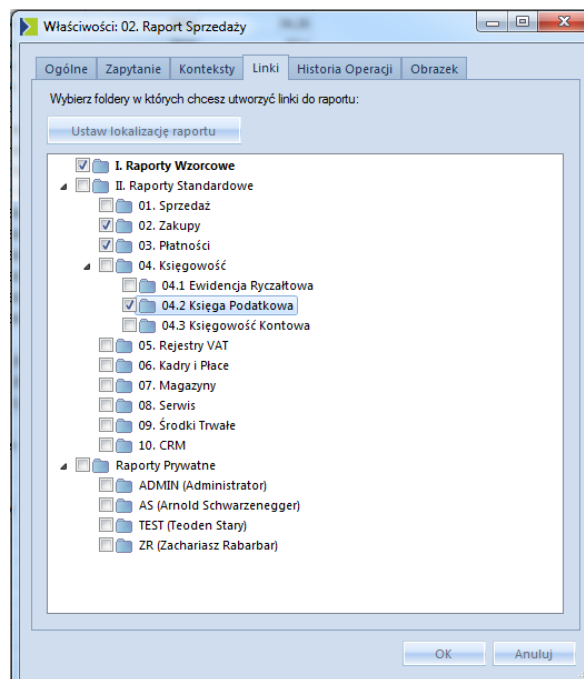 Właściwości: 02. Raport Sprzedaży
Ogólne Zapytanie Konteksty Linki Historia Operacji Obrazek
Wybierz foldery w których chcesz utworzyć linki do raportu:
Ustaw lokalizację raportu
I. Raporty Wzorcowe
II. Raporty Standardowe
01. Sprzedaż
02. Zakupy
03. Płatności
04. Księgowość
04.1 Ewidencja Ryczałtowa
04.2 Księga Podatkowa
04.3 Księgowość Kontowa
05. Rejestry VAT
06. Kadry i Płace
07. Magazyny
08. Serwis
09. Środki Trwałe
10. CRM
Raporty Prywatne
ADMIN (Administrator)
AS (Arnold Schwarzenegger)
TEST (Teoden Stary)
ZR (Zachariasz Rabarbar)
OK Anuluj